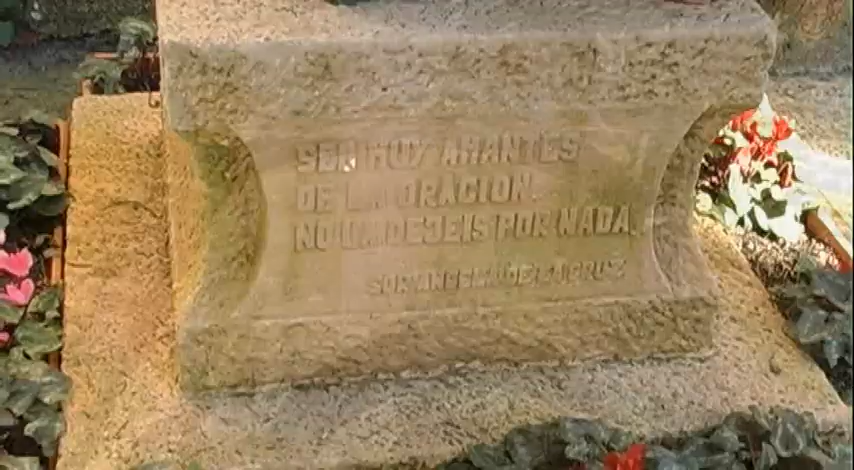 SED MUY AMANTES
DE LA ORACION.
NO LA DEJEIS POR NADA.
SOR ANGELA DE LA CRUZ